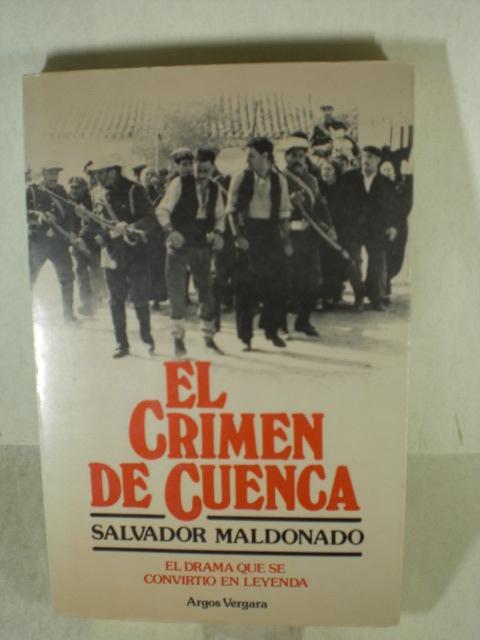 EL
CRIMEN
DE CUENCA
SALVADOR MALDONADO
EL DRAMA QUE SE
CONVIRTIO EN LEYENDA
Argos Vergara